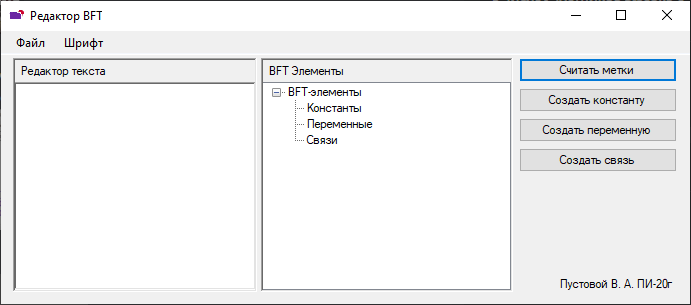 Редактор BFT
Файл Шрифт
Редактор текста
BFT Элементы
BFT-элементы
Константы
Переменные
Связи
Считать метки
Создать константу
Создать переменную
Создать связь
Пустовой В. А. ПИ-20г